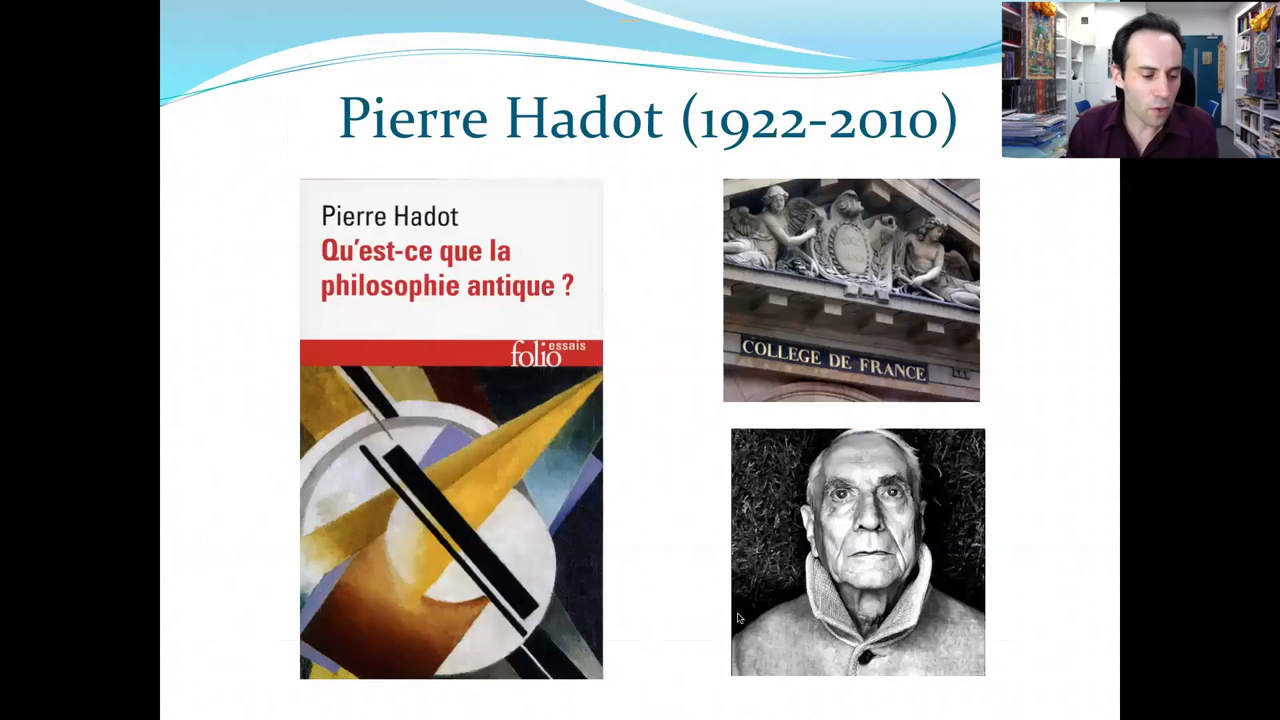 Pierre Hadot (1922-2010)
Pierre Hadot
Qu'est-ce que la
philosophie antique ?
essais
folio
COLLEGE DE FRANCE